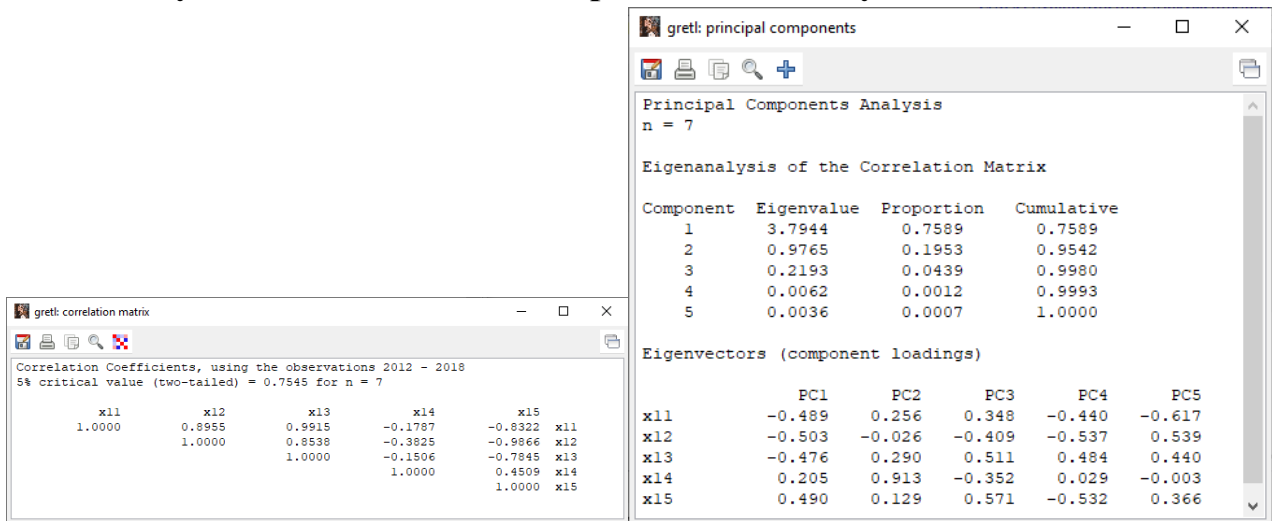 gretl: correlation matrix
Correlation Coefficients, using the observations 2012 - 2018
5% critical value (two-tailed) = 0.7545 for n = 7
x11 x12 x13 x14 x15
1.0000 0.8955 0.9915 -0.1787 -0.8322 x11
1.0000 0.8538 -0.3825 -0.9866 x12
1.0000 -0.1506 -0.7845 x13
1.0000 0.4509 x14
1.0000 x15
gretl: principal components
Principal Components Analysis
n = 7
Eigenanalysis of the Correlation Matrix
Component Eigenvalue Proportion Cumulative
1 3.7944 0.7589 0.7589
2 0.9765 0.1953 0.9542
3 0.2193 0.0439 0.9980
4 0.0062 0.0012 0.9993
5 0.0036 0.0007 1.0000
Eigenvectors (component loadings)
PC1 PC2 PC3 PC4 PC5
x11 -0.489 0.256 0.348 -0.440 -0.617
x12 -0.503 -0.026 -0.409 -0.537 0.539
x13 -0.476 0.290 0.511 0.484 0.440
x14 0.205 0.913 -0.352 0.029 -0.003
x15 0.490 0.129 0.571 -0.532 0.366